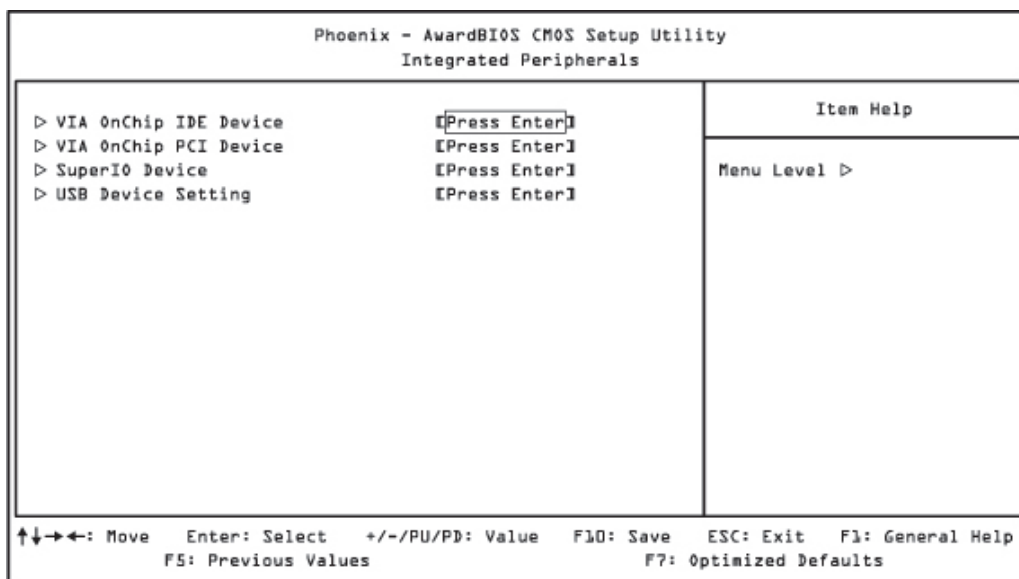 Phoenix - AwardBIOS CMOS Setup Utility
Integrated Peripherals
▷ VIA OnChip IDE Device [Press Enter]
▷ VIA OnChip PCI Device [Press Enter]
▷ SuperIO Device [Press Enter]
▷ USB Device Setting [Press Enter]
Item Help
Menu Level ▷
↑↓→←: Move Enter: Select +/-/PU/PD: Value F10: Save ESC: Exit F1: General Help
F5: Previous Values F7: Optimized Defaults